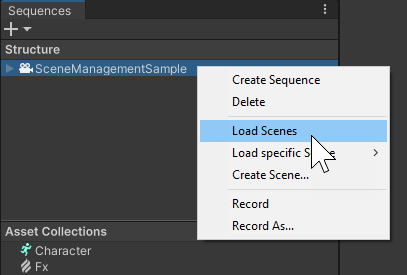 Sequences
Structure
SceneManagementSample
Create Sequence
Delete
Load Scenes
Load specific
Create Scene...
Record
Record As...
Asset Collections
Character
Fx